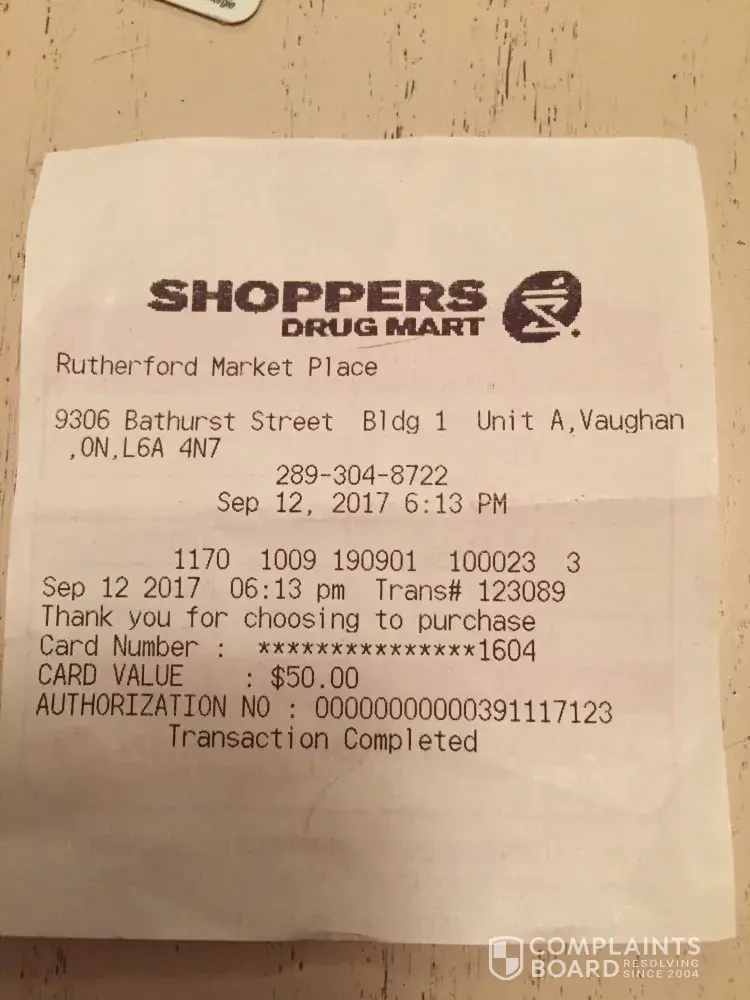 SHOPPERS
DRUG MART
Rutherford Market Place
9306 Bathurst Street Bldg 1 Unit A,Vaughan
,ON,L6A 4N7
289-304-8722
Sep 12, 2017 6:13 PM
1170 1009 190901 100023 3
Sep 12 2017 06:13 pm Trans# 123089
Thank you for choosing to purchase
Card Number : ***************1604
CARD VALUE : $50.00
AUTHORIZATION NO : 00000000000391117123
Transaction Completed
COMPLAINTS
BOARD RESOLVING
SINCE 2004